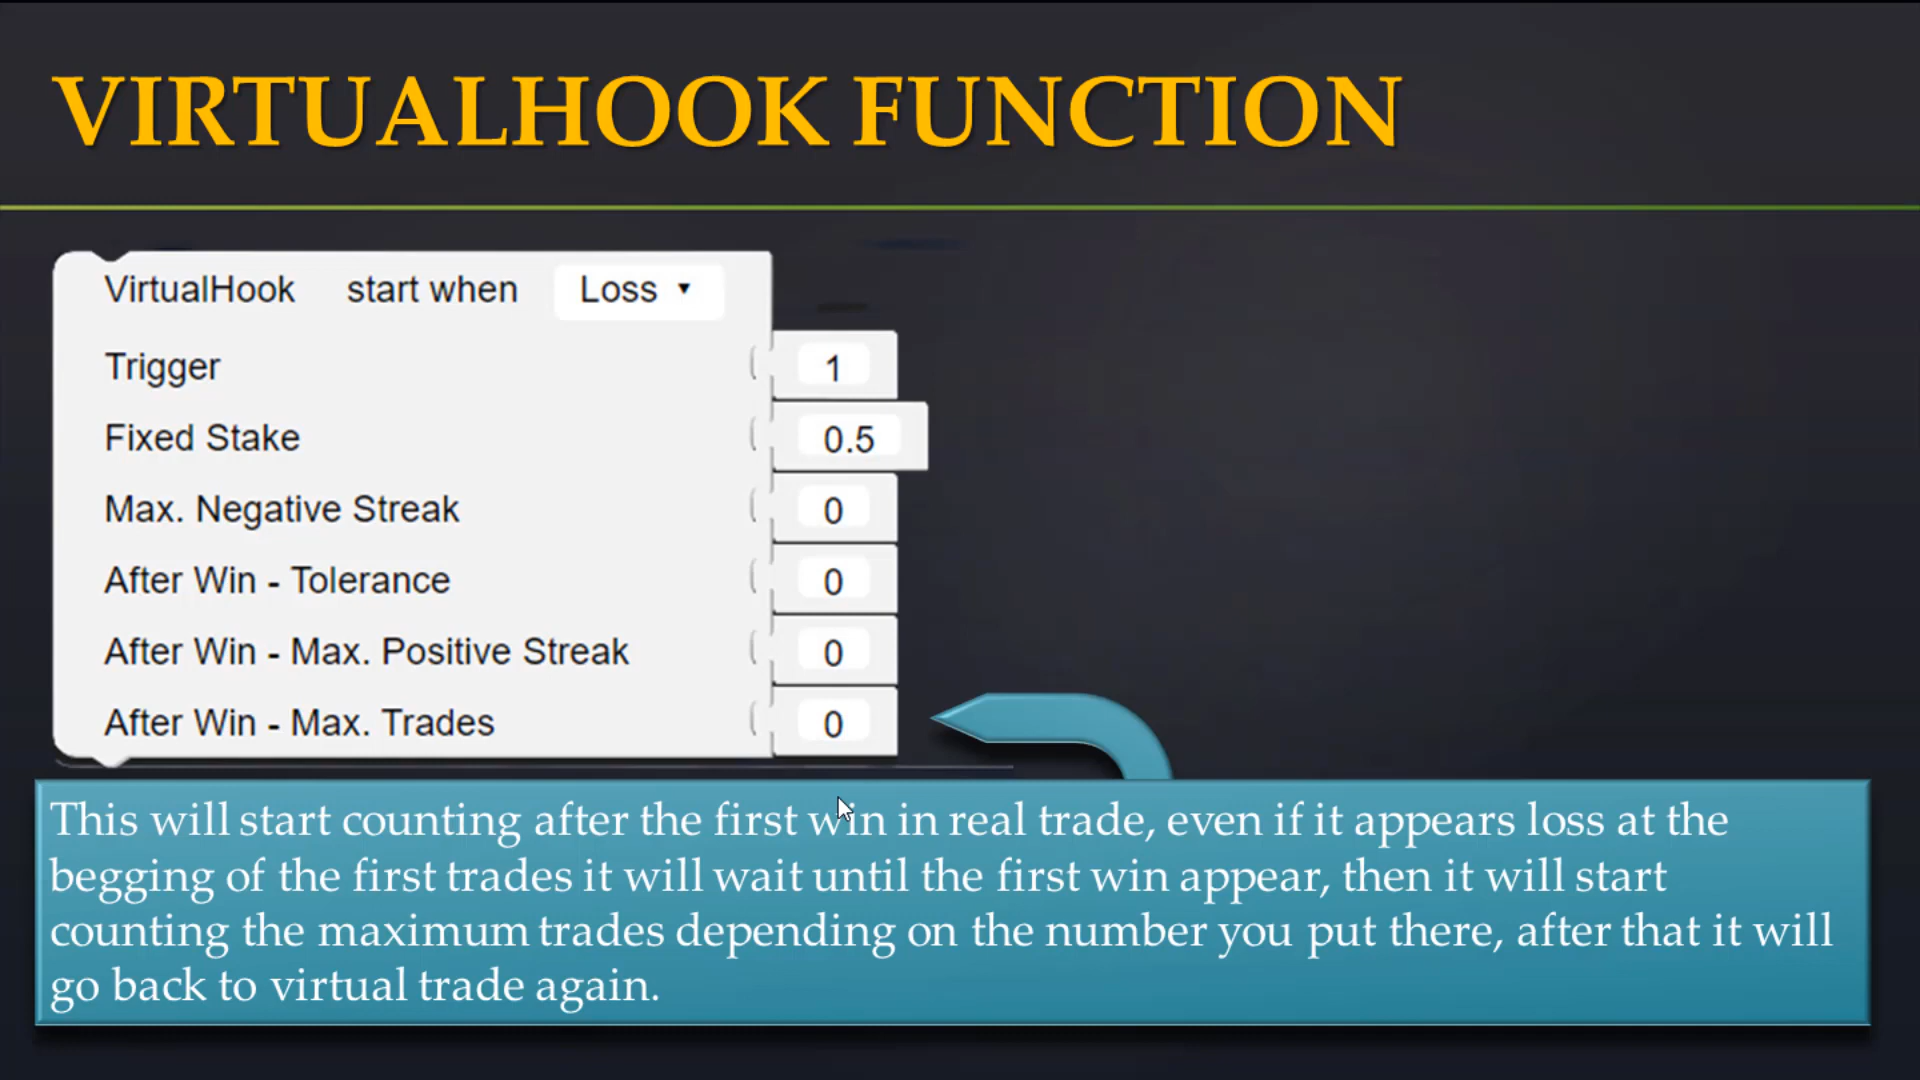 VIRTUALHOOK FUNCTION
VirtualHook start when Loss ▼
Trigger 1
Fixed Stake 0.5
Max. Negative Streak 0
After Win - Tolerance 0
After Win - Max. Positive Streak 0
After Win - Max. Trades 0
This will start counting after the first win in real trade, even if it appears loss at the
begging of the first trades it will wait until the first win appear, then it will start
counting the maximum trades depending on the number you put there, after that it will
go back to virtual trade again.